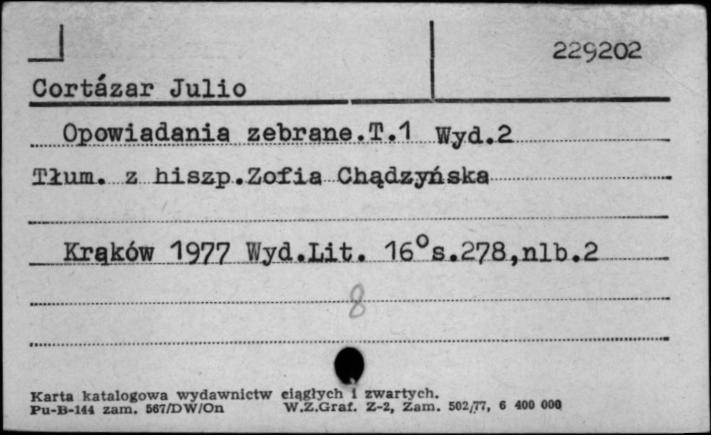 229202
Cortázar Julio
Opowiadania zebrane.T.1 Wyd.2
Tłum. z hiszp.Zofia Chądzyńska
Krąków 1977 Wyd.Lit. 16°s.278,nlb.2
8
Karta katalogowa wydawnictw ciągłych i zwartych.
Pu-B-144 zam. 567/DW/On W.Z.Graf. Z-2, Zam. 502/77, 6 400 000